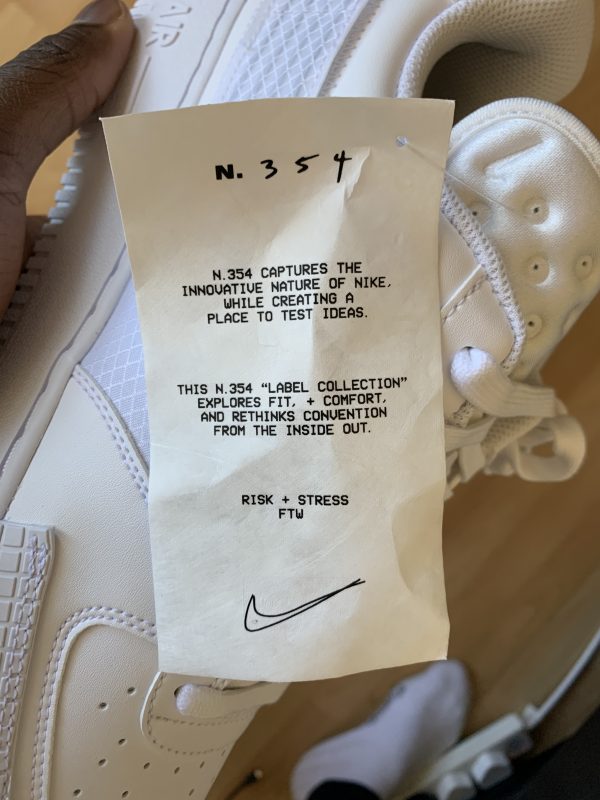 AIR
N. 354
N.354 CAPTURES THE
INNOVATIVE NATURE OF NIKE,
WHILE CREATING A
PLACE TO TEST IDEAS.
THIS N.354 “LABEL COLLECTION”
EXPLORES FIT, + COMFORT,
AND RETHINKS CONVENTION
FROM THE INSIDE OUT.
RISK + STRESS
FTW